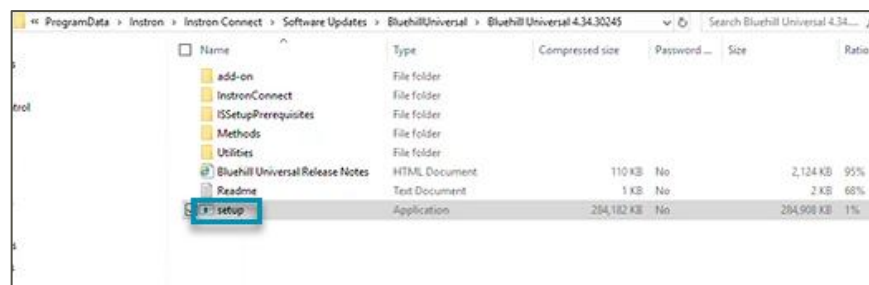 « ProgramData > Instron > Instron Connect > Software Updates > BluehillUniversal > Bluehill Universal 4.34.30245 Search Bluehill Universal 4.34....
Name Type Compressed size Password ... Size Ratio
add-on File folder
InstronConnect File folder
trol
ISSetupPrerequisites File folder
Methods File folder
Utilities File folder
Bluehill Universal Release Notes HTML Document 110 KB No 2,124 KB 95%
Readme Text Document 1 KB No 2 KB 68%
setup Application 284,182 KB No 284,908 KB 1%